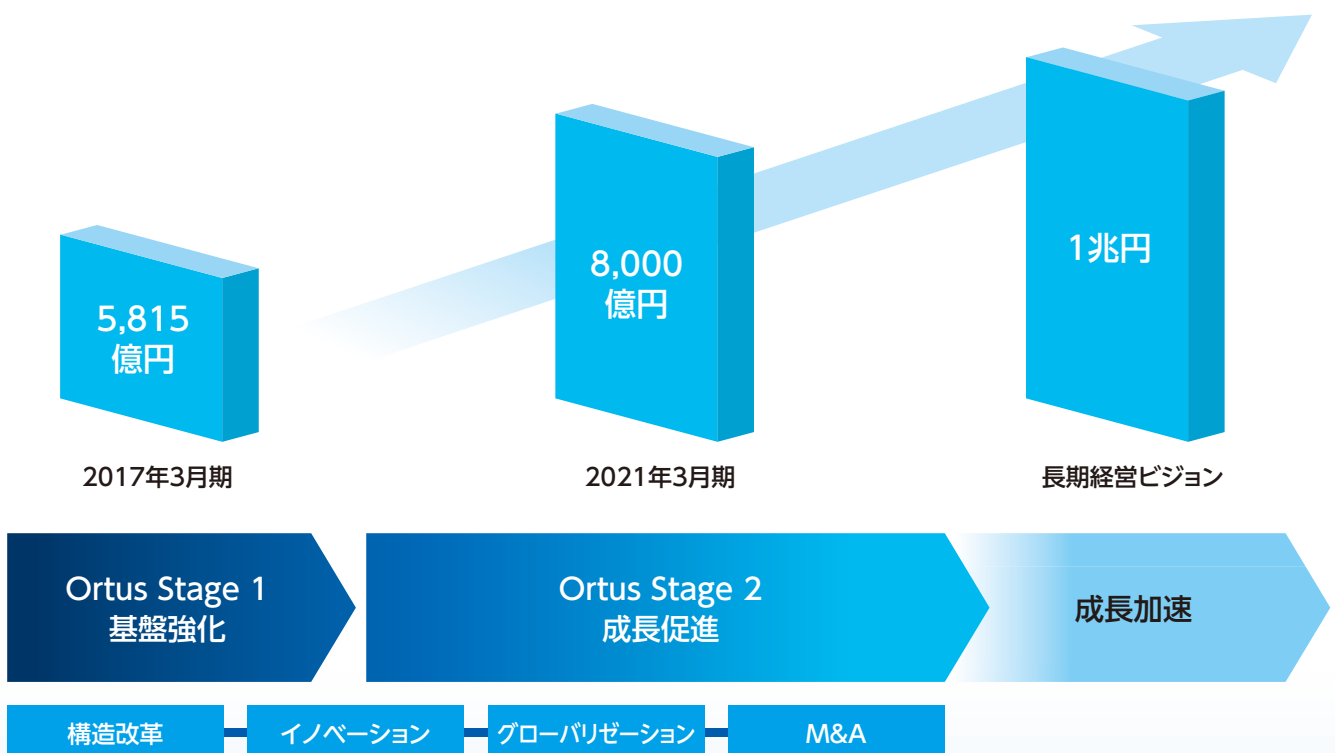 5,815
億円
8,000
億円
1兆円
2017年3月期
2021年3月期
長期経営ビジョン
Ortus Stage 1
基盤強化
Ortus Stage 2
成長促進
成長加速
構造改革
イノベーション
グローバリゼーション
M&A